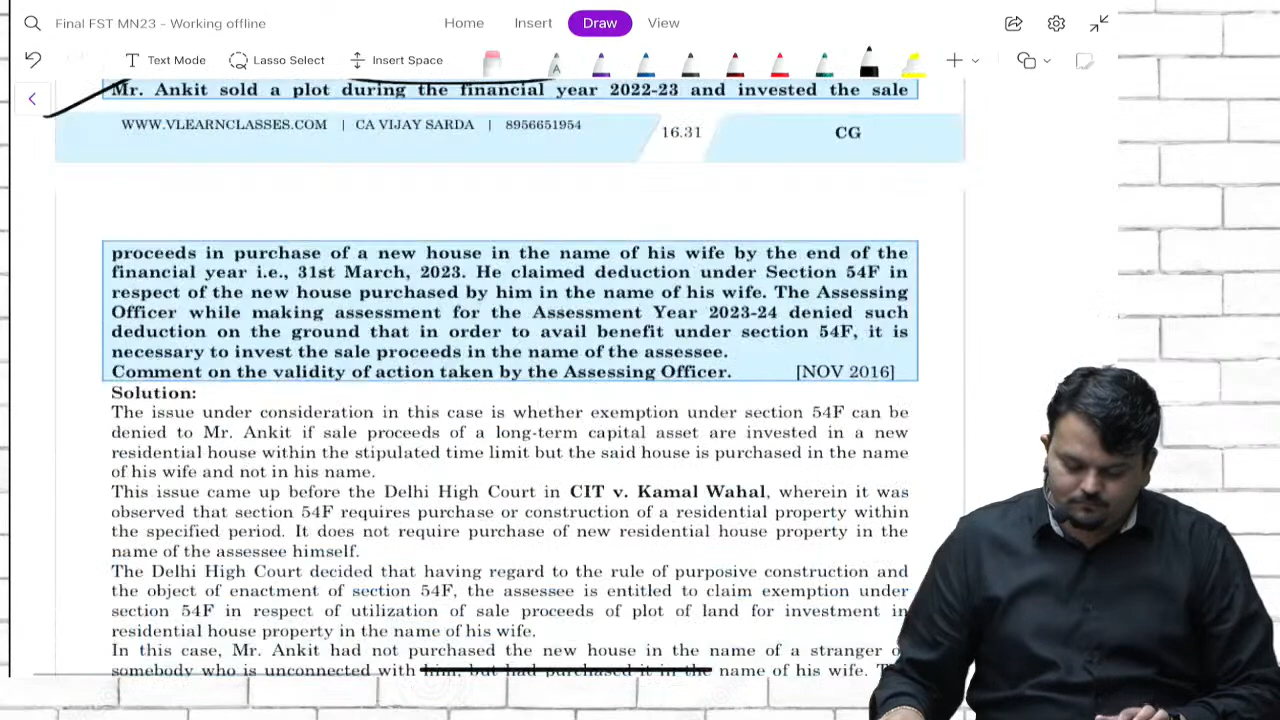 Final FST MN23 - Working offline
Home Insert Draw View
Text Mode Lasso Select Insert Space
Mr. Ankit sold a plot during the financial year 2022-23 and invested the sale
WWW.VLEARNCLASSES.COM | CA VIJAY SARDA | 8956651954
16.31
CG
proceeds in purchase of a new house in the name of his wife by the end of the
financial year i.e., 31st March, 2023. He claimed deduction under Section 54F in
respect of the new house purchased by him in the name of his wife. The Assessing
Officer while making assessment for the Assessment Year 2023-24 denied such
deduction on the ground that in order to avail benefit under section 54F, it is
necessary to invest the sale proceeds in the name of the assessee.
Comment on the validity of action taken by the Assessing Officer. [NOV 2016]
Solution:
The issue under consideration in this case is whether exemption under section 54F can be
denied to Mr. Ankit if sale proceeds of a long-term capital asset are invested in a new
residential house within the stipulated time limit but the said house is purchased in the name
of his wife and not in his name.
This issue came up before the Delhi High Court in CIT v. Kamal Wahal, wherein it was
observed that section 54F requires purchase or construction of a residential property within
the specified period. It does not require purchase of new residential house property in the
name of the assessee himself.
The Delhi High Court decided that having regard to the rule of purposive construction and
the object of enactment of section 54F, the assessee is entitled to claim exemption under
section 54F in respect of utilization of sale proceeds of plot of land for investment in
residential house property in the name of his wife.
In this case, Mr. Ankit had not purchased the new house in the name of a stranger
somebody who is unconnected with him, but had purchased it in the name of his wife.